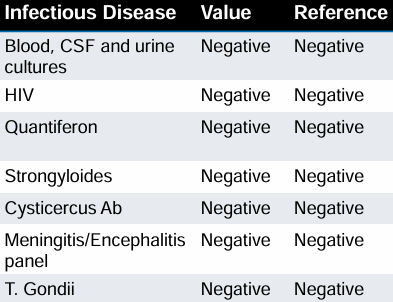 Infectious Disease Value Reference
Blood, CSF and urine Negative Negative
cultures
HIV Negative Negative
Quantiferon Negative Negative
Strongyloides Negative Negative
Cysticercus Ab Negative Negative
Meningitis/Encephalitis Negative Negative
panel
T. Gondii Negative Negative